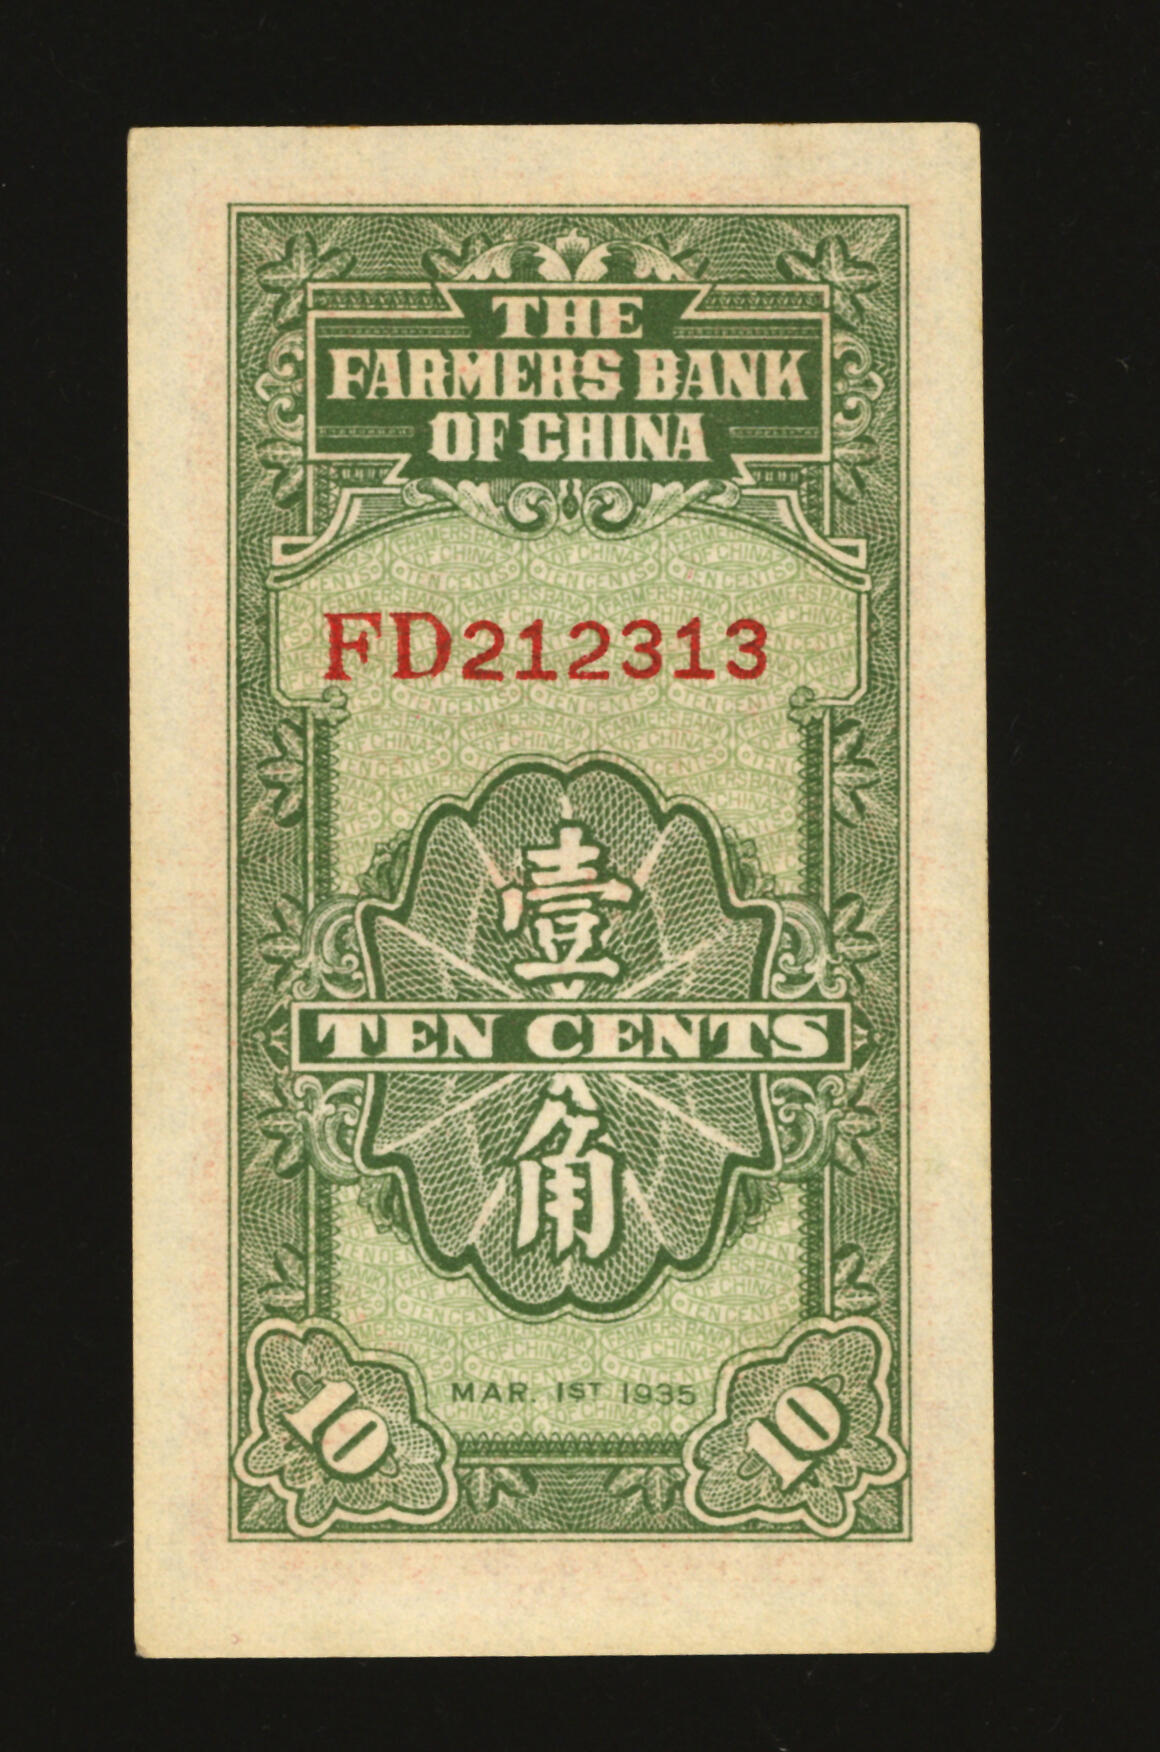 THE
FARMERS BANK
OF CHINA
FD212313
壹
TEN CENTS
角
MAR. 1ST 1935
10
10